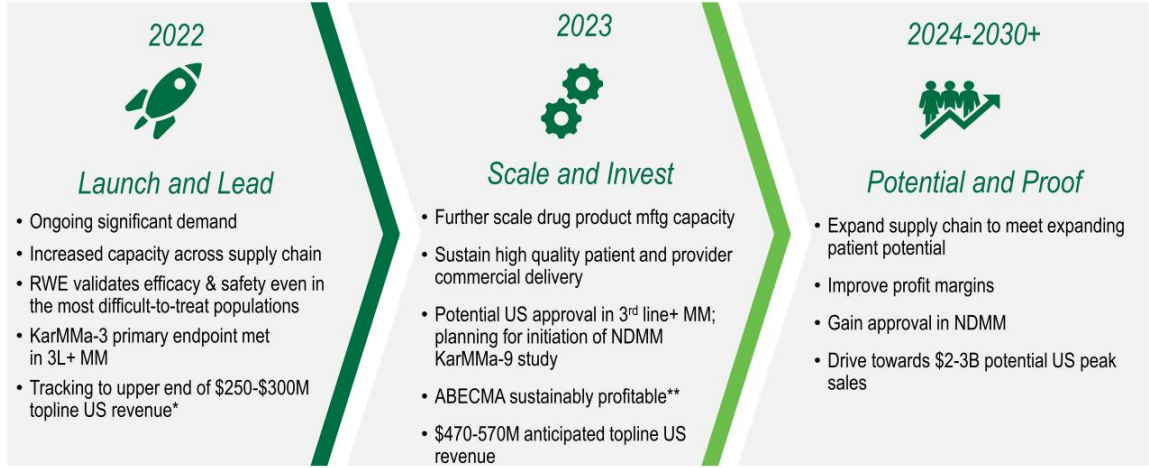 2022
Launch and Lead
• Ongoing significant demand
• Increased capacity across supply chain
• RWE validates efficacy & safety even in
the most difficult-to-treat populations
• KarMMa-3 primary endpoint met
in 3L+ MM
• Tracking to upper end of $250-$300M
topline US revenue*
2023
Scale and Invest
• Further scale drug product mftg capacity
• Sustain high quality patient and provider
commercial delivery
• Potential US approval in 3rd line+ MM;
planning for initiation of NDMM
KarMMa-9 study
• ABECMA sustainably profitable**
• $470-570M anticipated topline US
revenue
2024-2030+
Potential and Proof
• Expand supply chain to meet expanding
patient potential
• Improve profit margins
• Gain approval in NDMM
• Drive towards $2-3B potential US peak
sales